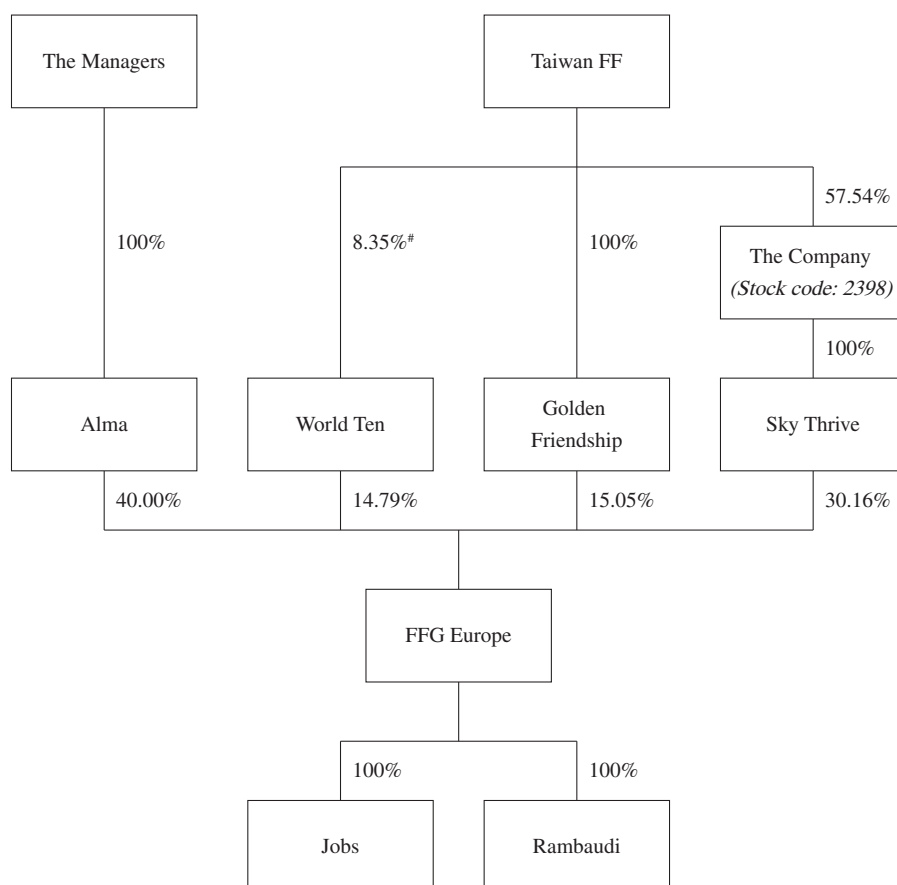 The Managers
Taiwan FF
57.54%
100%
8.35%#
100%
The Company
(Stock code: 2398)
100%
Alma
World Ten
Golden
Friendship
Sky Thrive
40.00%
14.79%
15.05%
30.16%
FFG Europe
100%
100%
Jobs
Rambaudi